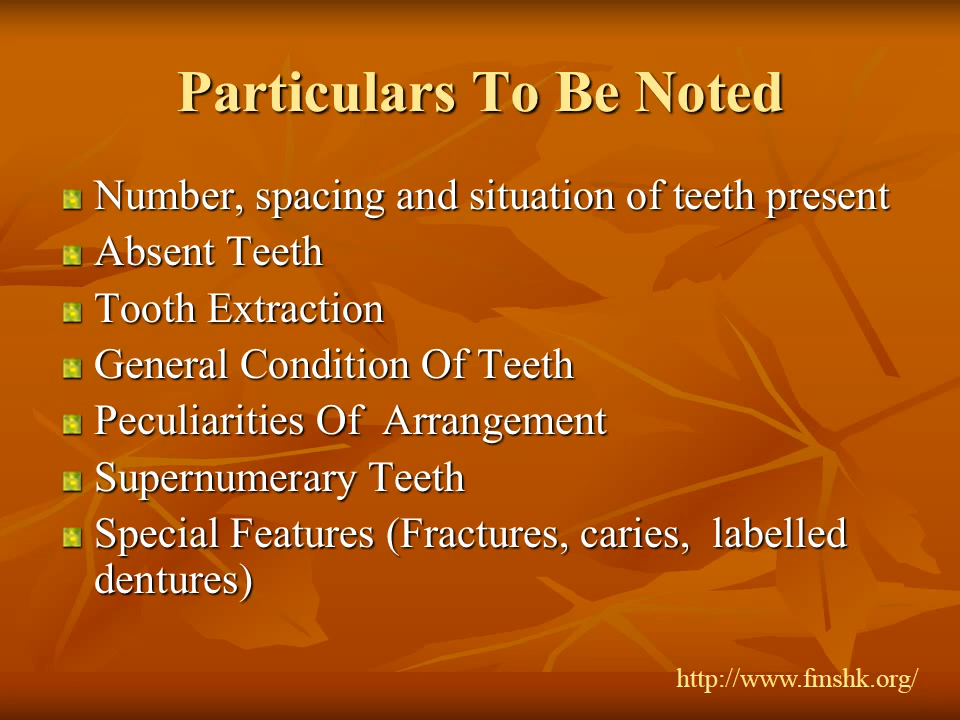 Particulars To Be Noted
Number, spacing and situation of teeth present
Absent Teeth
Tooth Extraction
General Condition Of Teeth
Peculiarities Of  Arrangement
Supernumerary Teeth
Special Features (Fractures, caries,  labelled
dentures)
http://www.fmshk.org/